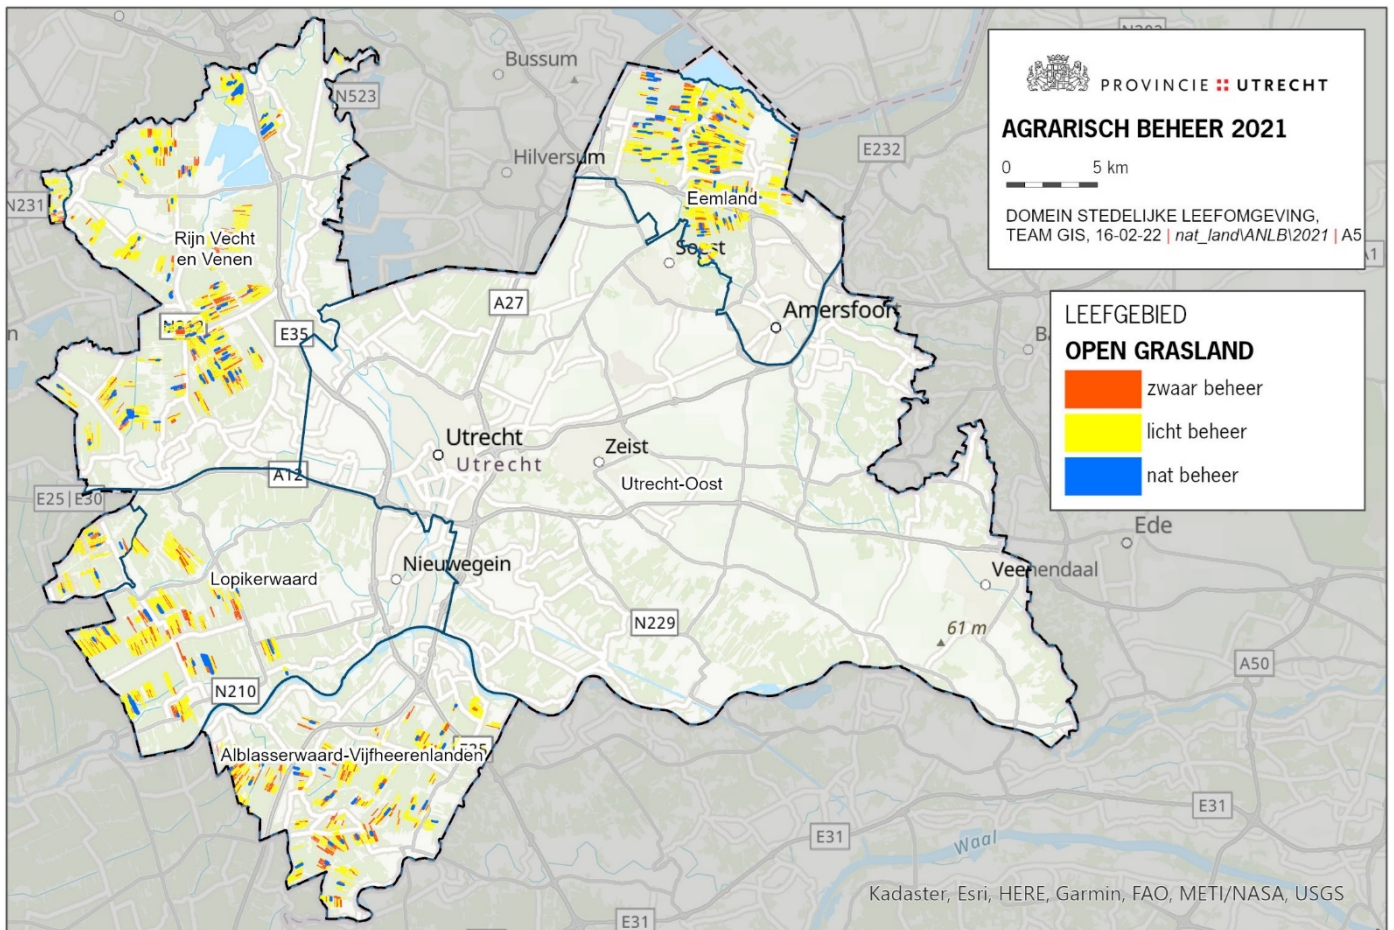 PROVINCIE UTRECHT
AGRARISCH BEHEER 2021
0 5 km
DOMEIN STEDELIJKE LEEFOMGEVING,
TEAM GIS, 16-02-22 | nat_land\ANLB\2021 | A5
LEEFGEBIED
OPEN GRASLAND
zwaar beheer
licht beheer
nat beheer
Bussum
N523
Hilversum
E232
N231
Eemland
Rijn Vecht
en Venen
Soest
A27
Amersfoort
E35
A1
Utrecht
Utrecht
Zeist
A12
Utrecht-Oost
E25|E30
Ede
Nieuwegein
Veenendaal
Lopikerwaard
N229
61 m
A50
N210
Alblasserwaard-Vijfheerenlanden
E31
E31
Waal
Kadaster, Esri, HERE, Garmin, FAO, METI/NASA, USGS
E31